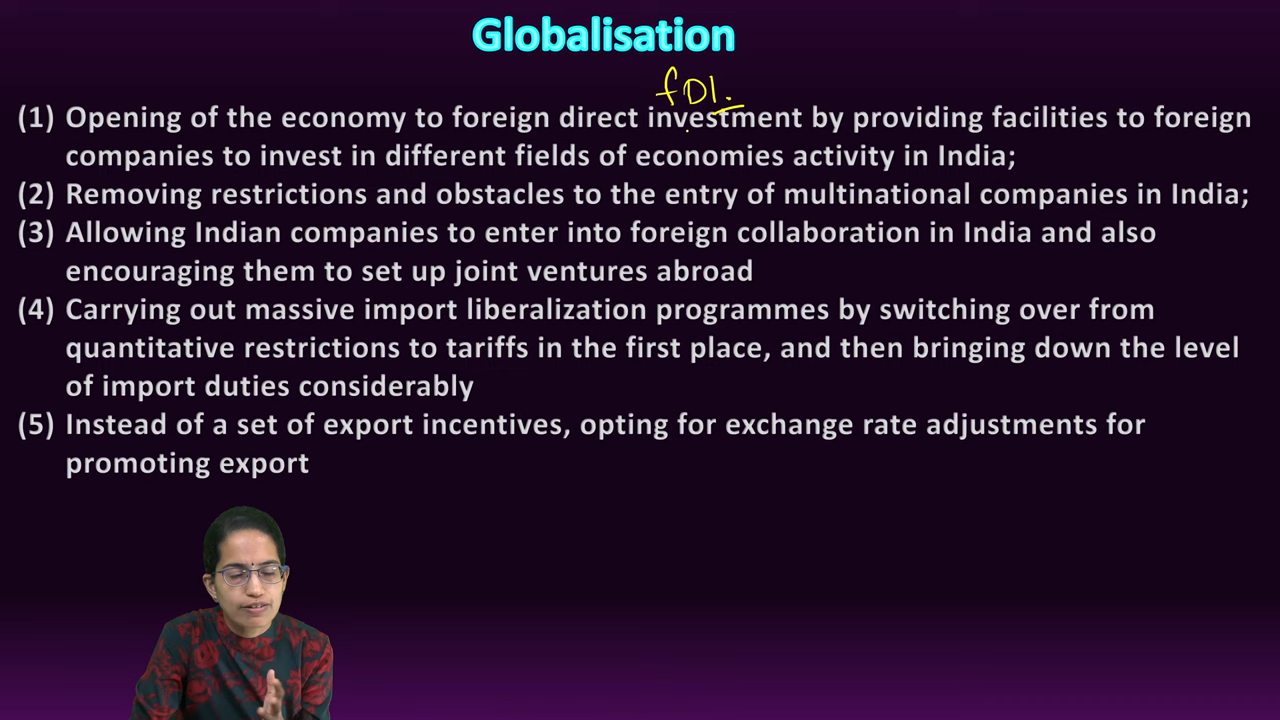 Globalisation
fDI.
(1) Opening of the economy to foreign direct investment by providing facilities to foreign
companies to invest in different fields of economies activity in India;
(2) Removing restrictions and obstacles to the entry of multinational companies in India;
(3) Allowing Indian companies to enter into foreign collaboration in India and also
encouraging them to set up joint ventures abroad
(4) Carrying out massive import liberalization programmes by switching over from
quantitative restrictions to tariffs in the first place, and then bringing down the level
of import duties considerably
(5) Instead of a set of export incentives, opting for exchange rate adjustments for
promoting export